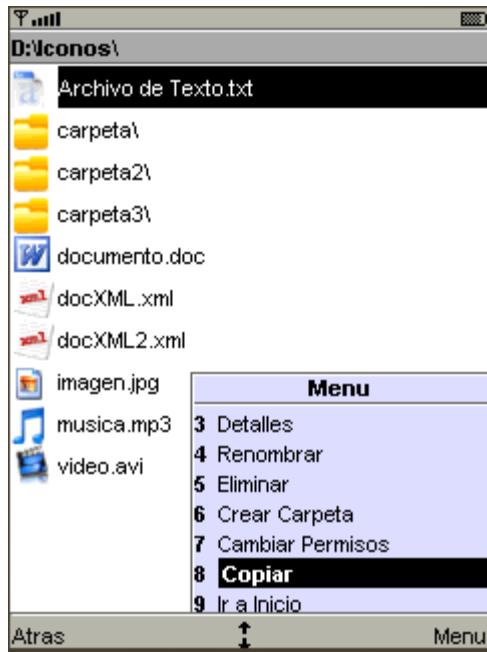 D:\Iconos\
Archivo de Texto.txt
carpeta\
carpeta2\
carpeta3\
documento.doc
docXML.xml
docXML2.xml
imagen.jpg
musica.mp3
video.avi
Menu
3 Detalles
4 Renombrar
5 Eliminar
6 Crear Carpeta
7 Cambiar Permisos
8 Copiar
9 Ir a Inicio
Atras
Menu